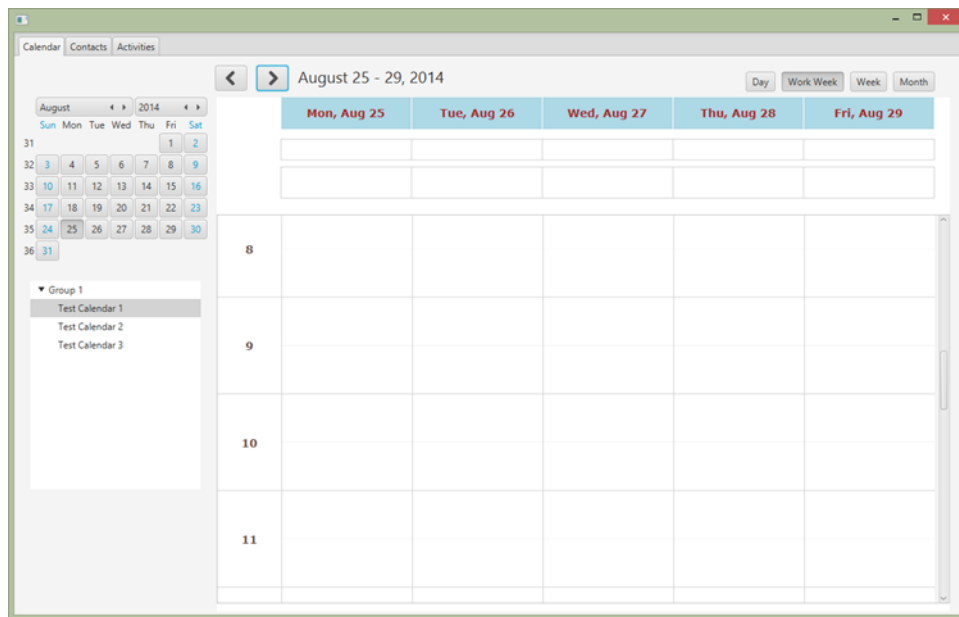 Calendar Contacts Activities
August 25 - 29, 2014
Day Work Week Week Month
August 2014
Sun Mon Tue Wed Thu Fri Sat
31 1 2
32 3 4 5 6 7 8 9
33 10 11 12 13 14 15 16
34 17 18 19 20 21 22 23
35 24 25 26 27 28 29 30
36 31
Group 1
Test Calendar 1
Test Calendar 2
Test Calendar 3
Mon, Aug 25 Tue, Aug 26 Wed, Aug 27 Thu, Aug 28 Fri, Aug 29
8
9
10
11